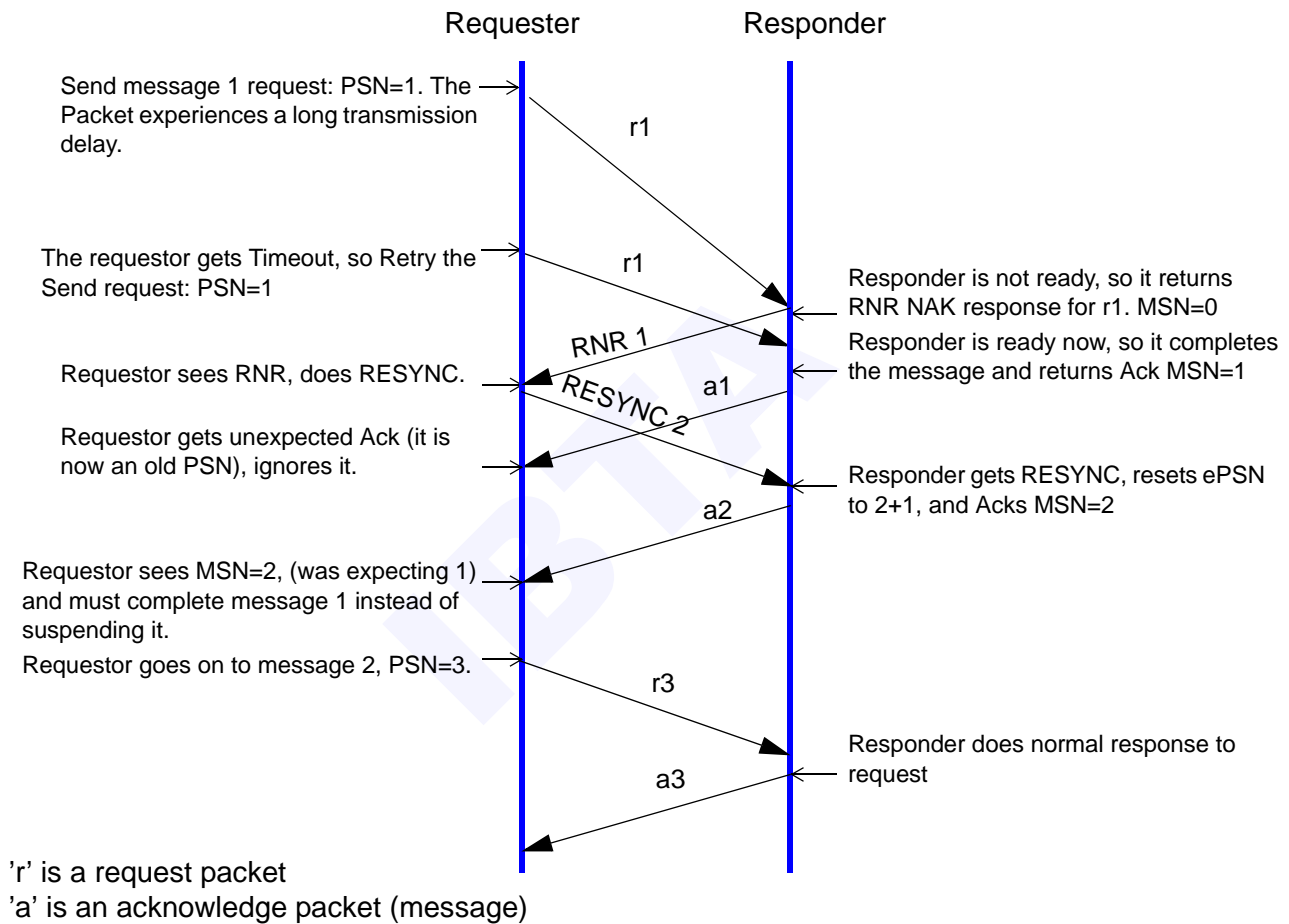 Requester
Responder
Send message 1 request: PSN=1. The
Packet experiences a long transmission
delay.
r1
The requestor gets Timeout, so Retry the
Send request: PSN=1
r1
Responder is not ready, so it returns
RNR NAK response for r1. MSN=0
RNR 1
Responder is ready now, so it completes
the message and returns Ack MSN=1
Requestor sees RNR, does RESYNC.
RESYNC 2
a1
Requestor gets unexpected Ack (it is
now an old PSN), ignores it.
Responder gets RESYNC, resets ePSN
to 2+1, and Acks MSN=2
a2
Requestor sees MSN=2, (was expecting 1)
and must complete message 1 instead of
suspending it.
Requestor goes on to message 2, PSN=3.
r3
Responder does normal response to
request
a3
’r’ is a request packet
’a’ is an acknowledge packet (message)
IBTA